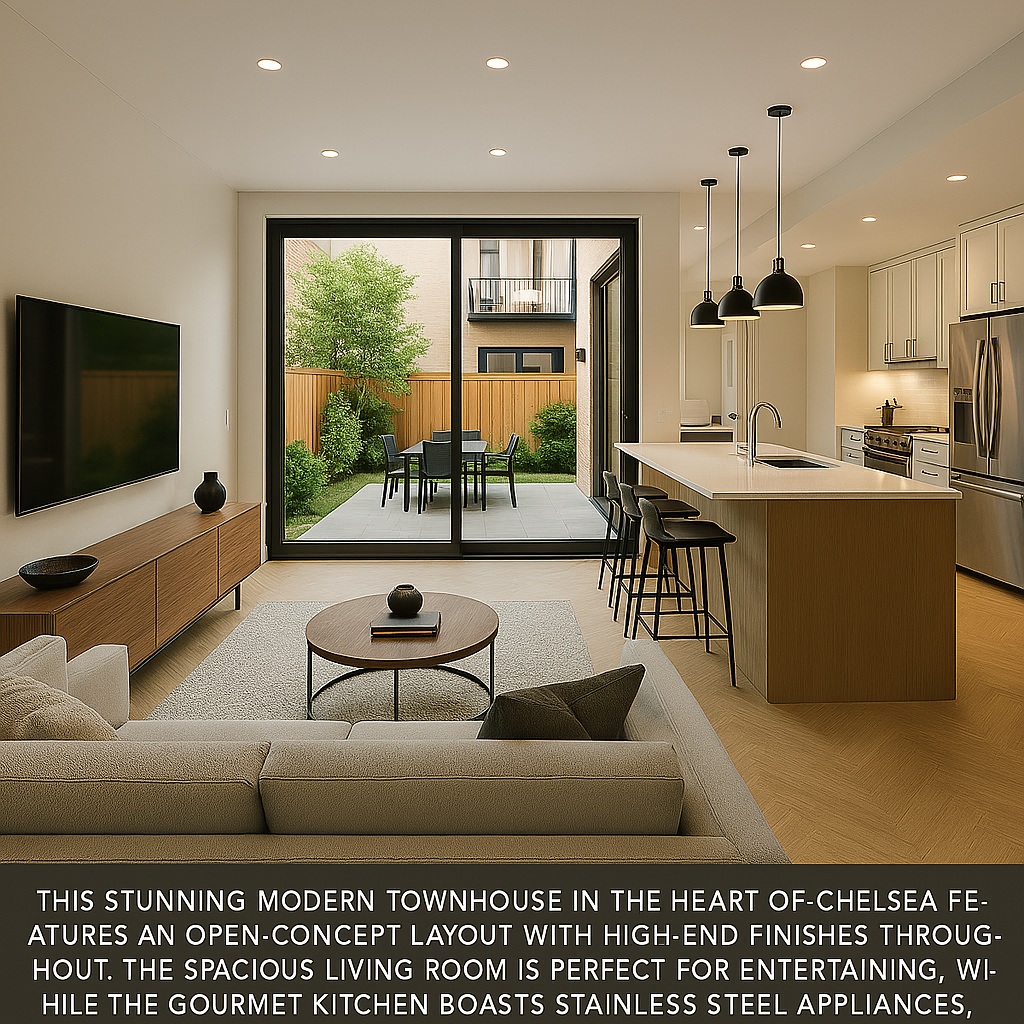 THIS STUNNING MODERN TOWNHOUSE IN THE HEART OF-CHELSEA FE-
ATURES AN OPEN-CONCEPT LAYOUT WITH HIGH-END FINISHES THROUG-
HOUT. THE SPACIOUS LIVING ROOM IS PERFECT FOR ENTERTAINING, WI-
HILE THE GOURMET KITCHEN BOASTS STAINLESS STEEL APPLIANCES,